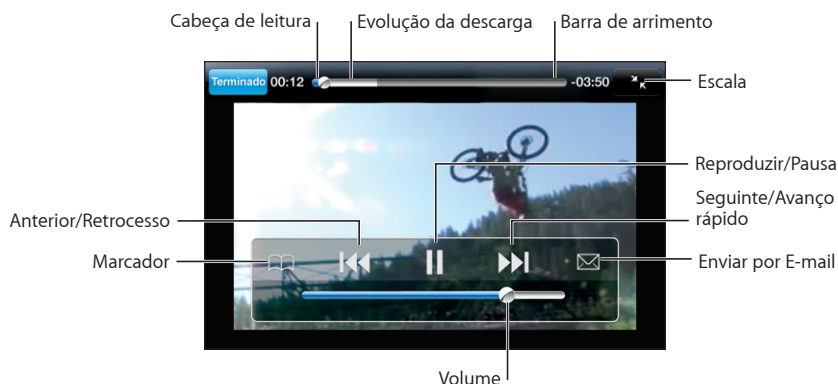 Cabeça de leitura
Evolução da descarga
Barra de arrimento
Terminado
00:12
-03:50
Escala
Reproduzir/Pausa
Seguinte/Avanço
rápido
Anterior/Retrocesso
Marcador
Enviar por E-mail
Volume